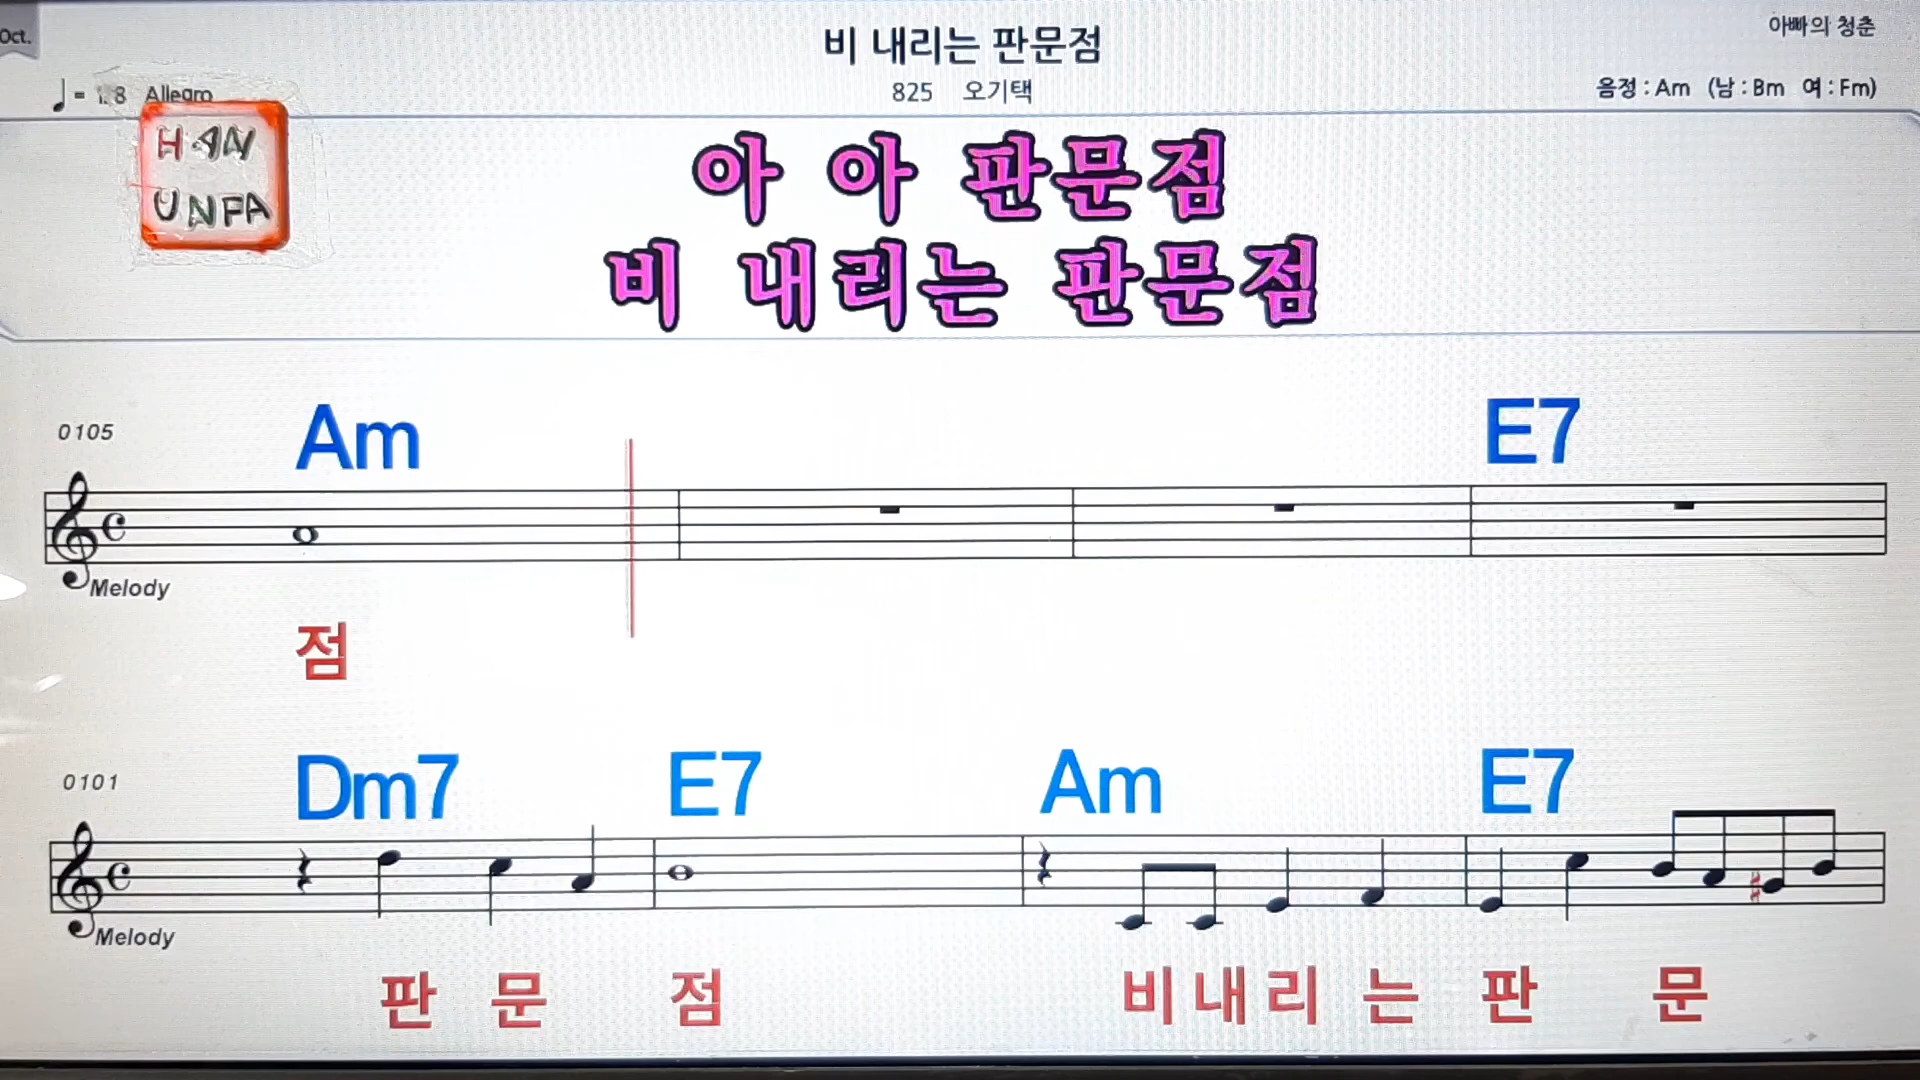 Oct.
비 내리는 판문점
아빠의 청춘
Allegro
825 오기택
음정 : Am (남 : Bm 여 : Fm)
HAN
UNFA
아 아 판문점
비 내리는 판문점
0105
Am
E7
Melody
점
0101
Dm7 E7 Am E7
Melody
판 문 점 비 내 리 는 판 문